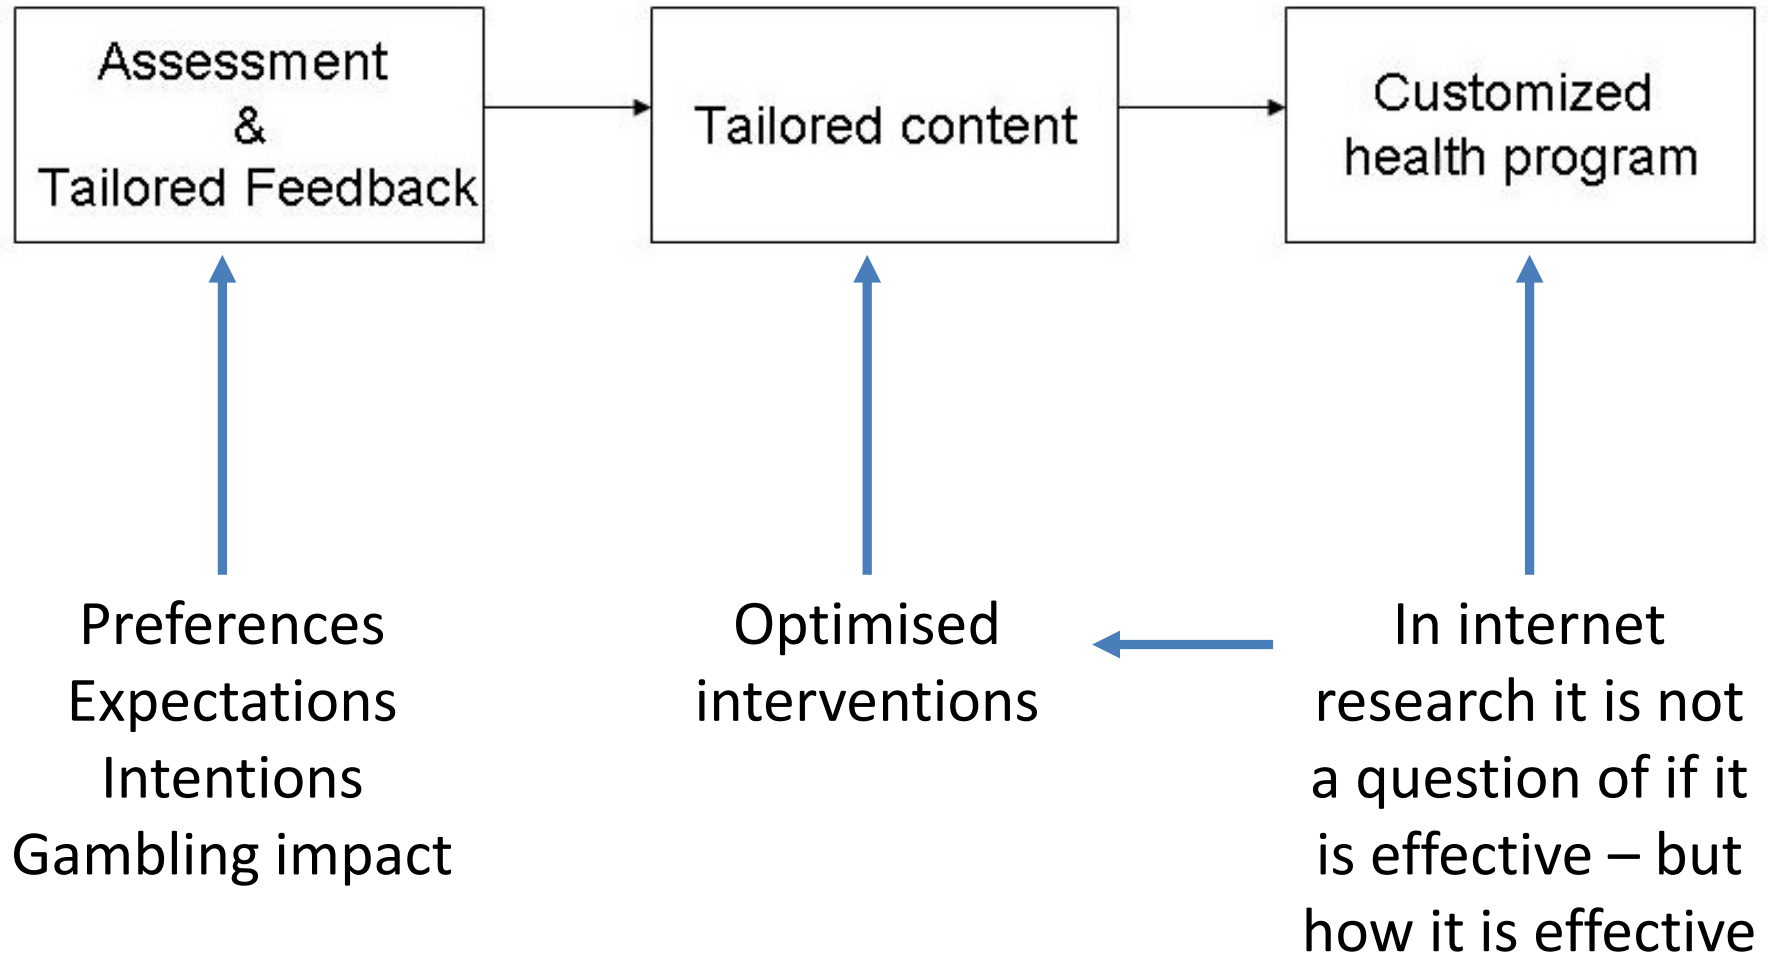 Assessment
&
Tailored Feedback
Tailored content
Customized
health program
Preferences
Expectations
Intentions
Gambling impact
Optimised
interventions
In internet
research it is not
a question of if it
is effective – but
how it is effective